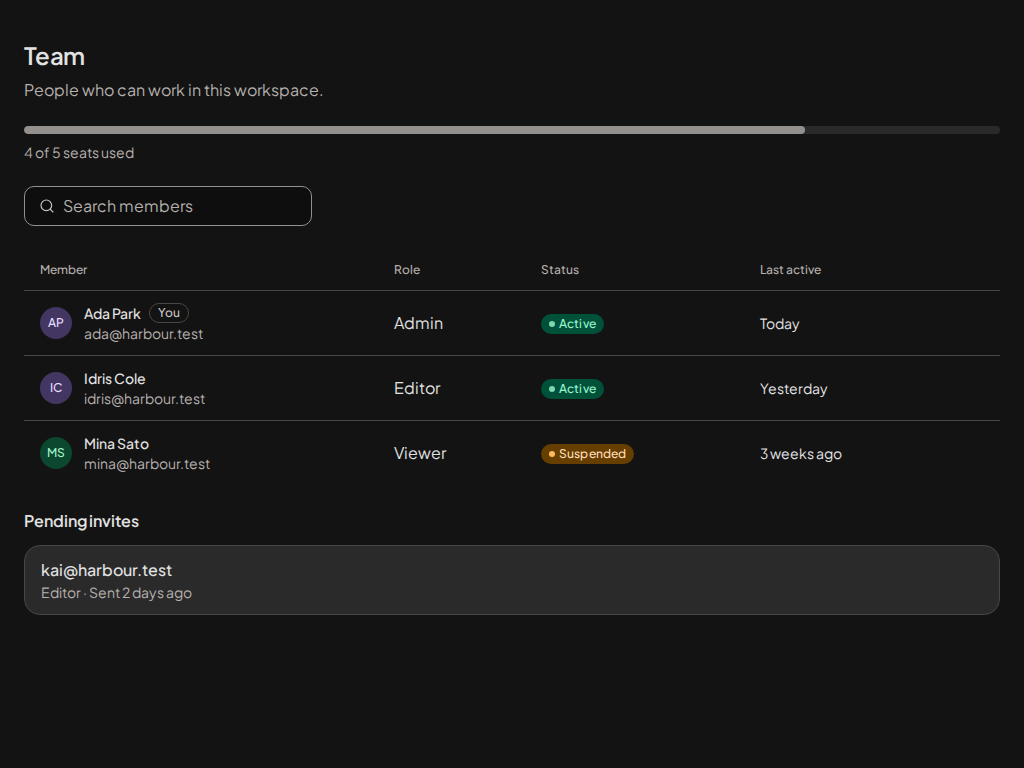 Team
People who can work in this workspace.
4 of 5 seats used
Search members
Member Role Status Last active
AP Ada Park You Admin Active Today
ada@harbour.test
IC Idris Cole Editor Active Yesterday
idris@harbour.test
MS Mina Sato Viewer Suspended 3 weeks ago
mina@harbour.test
Pending invites
kai@harbour.test
Editor · Sent 2 days ago